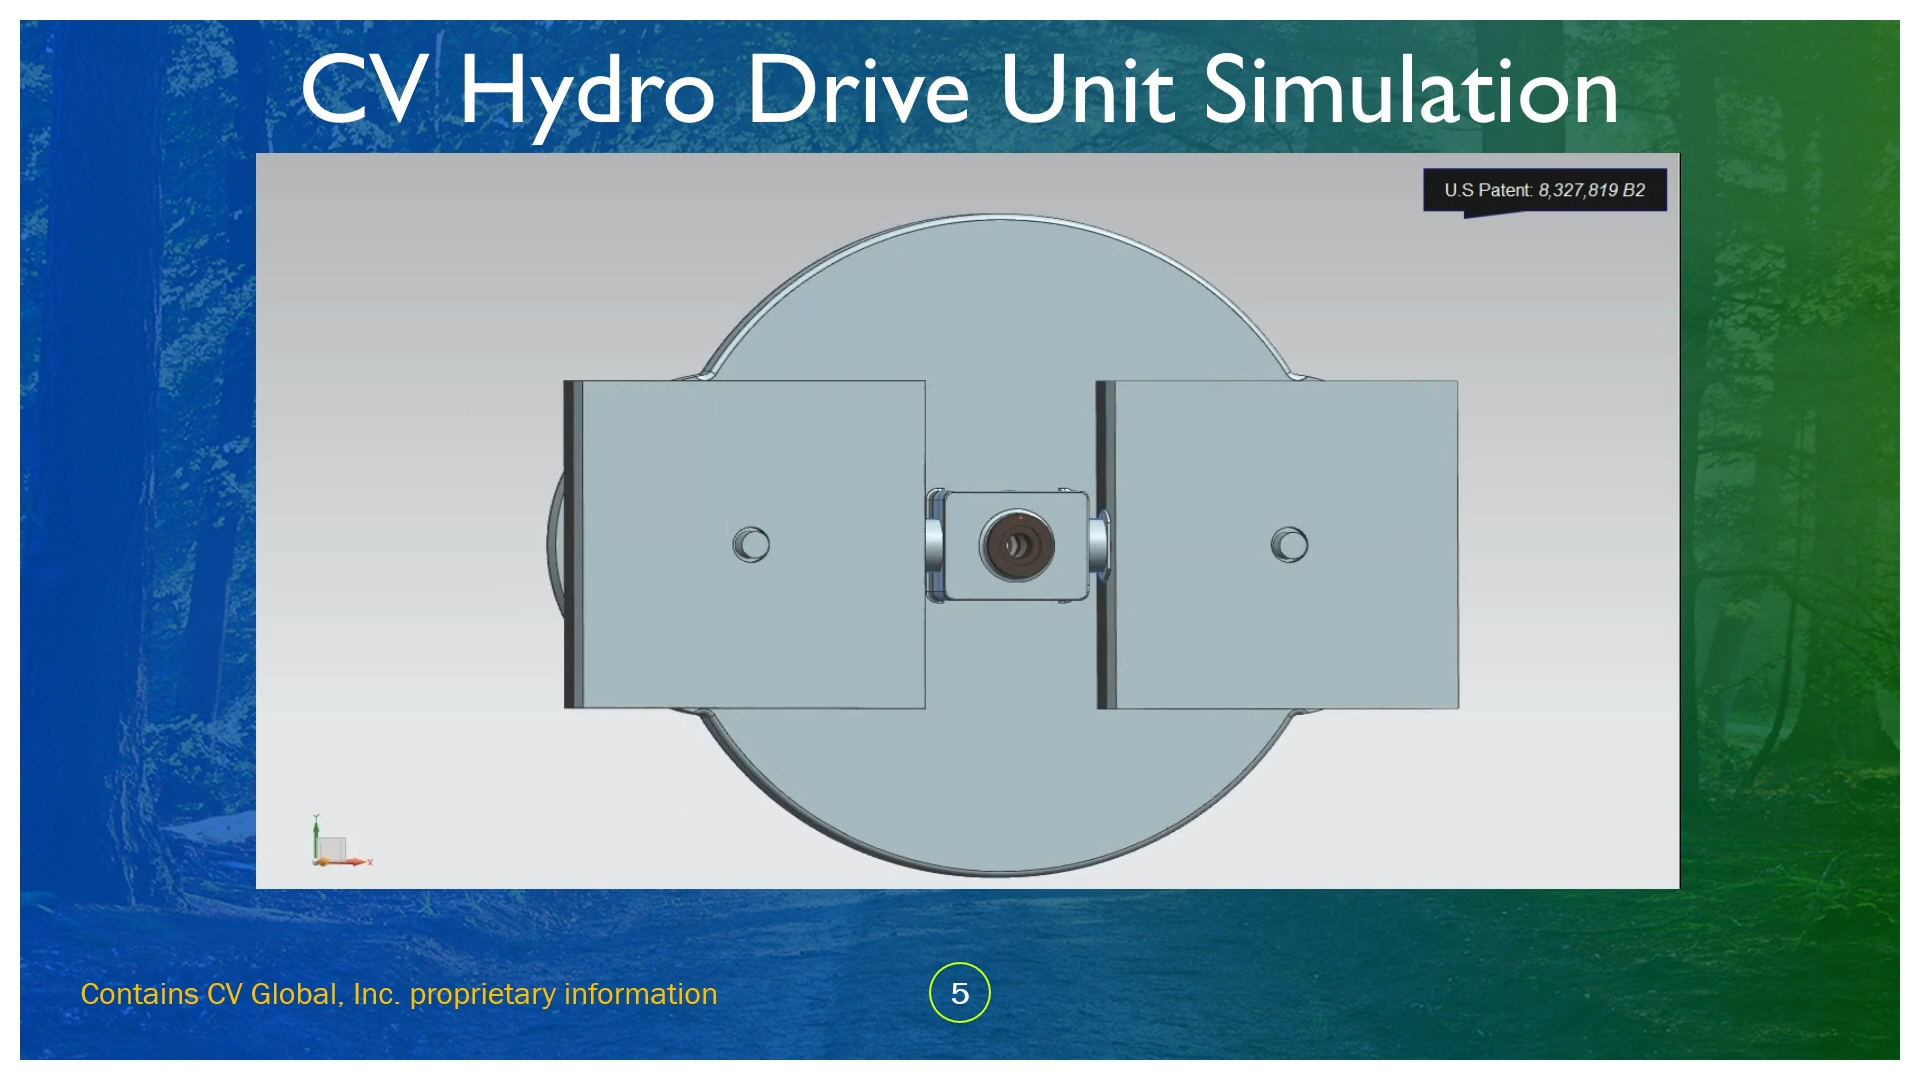 CV Hydro Drive Unit Simulation
U.S Patent: 8,327,819 B2
Y
X
Contains CV Global, Inc. proprietary information
5